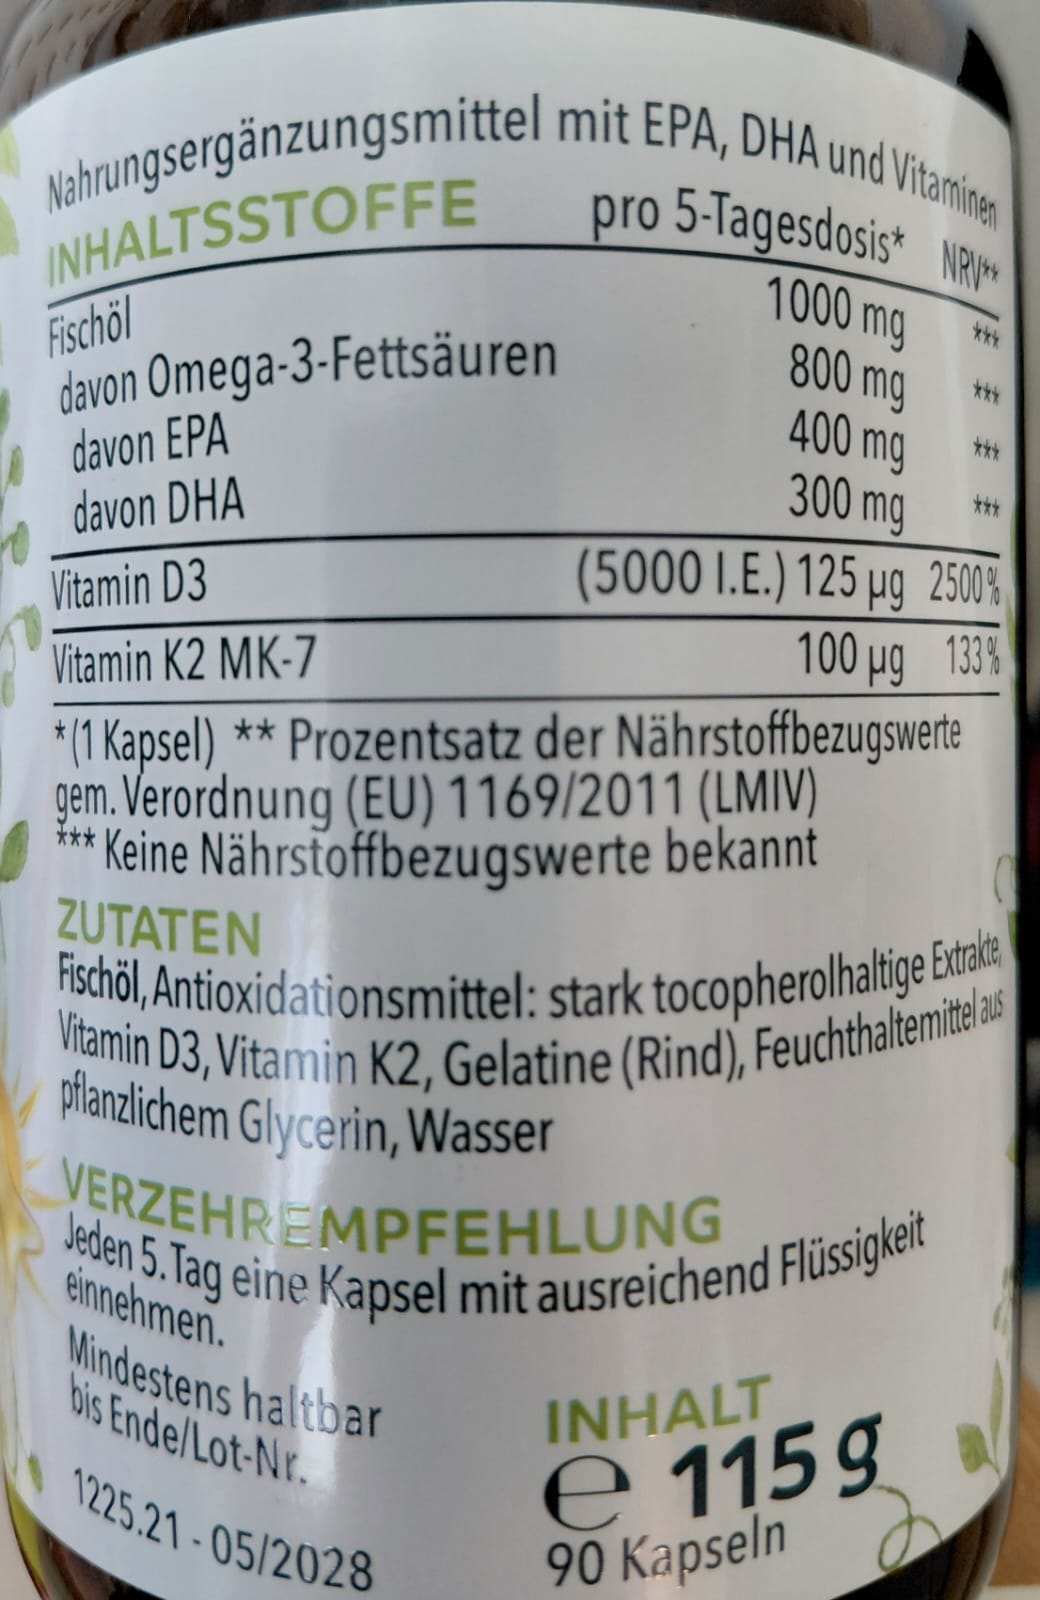 Nahrungsergänzungsmittel mit EPA, DHA und Vitaminen
INHALTSSTOFFE pro 5-Tagesdosis* NRV**
Fischöl 1000 mg ***
davon Omega-3-Fettsäuren 800 mg ***
davon EPA 400 mg ***
davon DHA 300 mg ***
Vitamin D3 (5000 I.E.) 125 µg 2500%
Vitamin K2 MK-7 100 µg 133%
*(1 Kapsel) ** Prozentsatz der Nährstoffbezugswerte
gem. Verordnung (EU) 1169/2011 (LMIV)
*** Keine Nährstoffbezugswerte bekannt
ZUTATEN
Fischöl, Antioxidationsmittel: stark tocopherolhaltige Extrakte,
Vitamin D3, Vitamin K2, Gelatine (Rind), Feuchthaltemittel aus
pflanzlichem Glycerin, Wasser
VERZEHREMPFEHLUNG
Jeden 5. Tag eine Kapsel mit ausreichend Flüssigkeit
einnehmen.
Mindestens haltbar
bis Ende/Lot-Nr.
1225.21 - 05/2028
INHALT
e 115 g
90 Kapseln